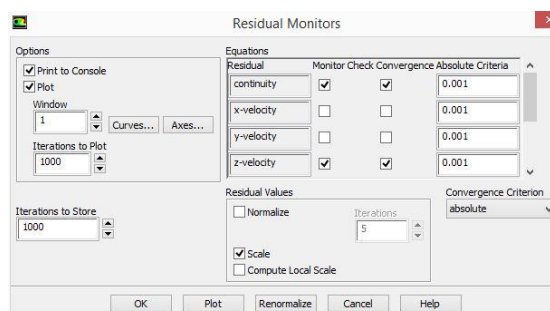 Residual Monitors
Options
Print to Console
Plot
Window
1
Curves... Axes...
Iterations to Plot
1000
Iterations to Store
1000
Equations
Residual Monitor Check Convergence Absolute Criteria
continuity 0.001
x-velocity 0.001
y-velocity 0.001
z-velocity 0.001
Residual Values
Normalize
Iterations
5
Scale
Compute Local Scale
Convergence Criterion
absolute
OK Plot Renormalize Cancel Help